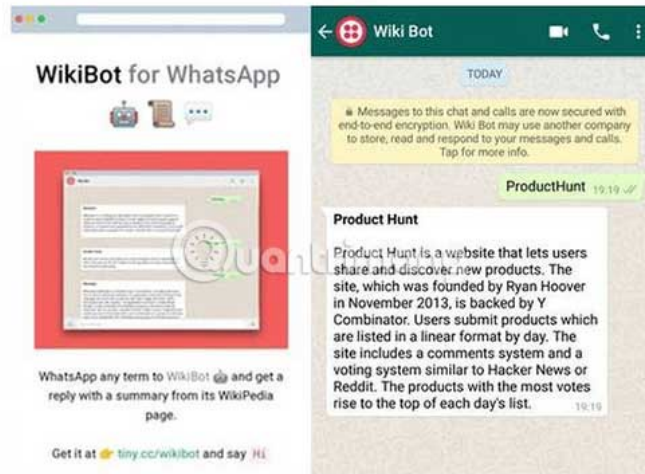 WikiBot for WhatsApp
WhatsApp any term to WikiBot 🤖 and get a
reply with a summary from its WikiPedia
page.
Get it at 👉 tiny.cc/wikibot and say Hi
Wiki Bot
TODAY
Messages to this chat and calls are now secured with
end-to-end encryption. Wiki Bot may use another company
to store, read and respond to your messages and calls.
Tap for more info.
ProductHunt 19:19
Product Hunt
Product Hunt is a website that lets users
share and discover new products. The
site, which was founded by Ryan Hoover
in November 2013, is backed by Y
Combinator. Users submit products which
are listed in a linear format by day. The
site includes a comments system and a
voting system similar to Hacker News or
Reddit. The products with the most votes
rise to the top of each day's list. 19:19